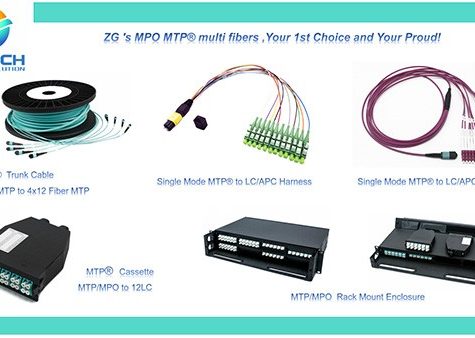 ZG 's MPO MTP® multi fibers ,Your 1st Choice and Your Proud!
CH
OLUTION
® Trunk Cable
MTP to 4x12 Fiber MTP
Single Mode MTP® to LC/APC Harness
Single Mode MTP® to LC/APC
MTP® Cassette
MTP/MPO to 12LC
MTP/MPO Rack Mount Enclosure